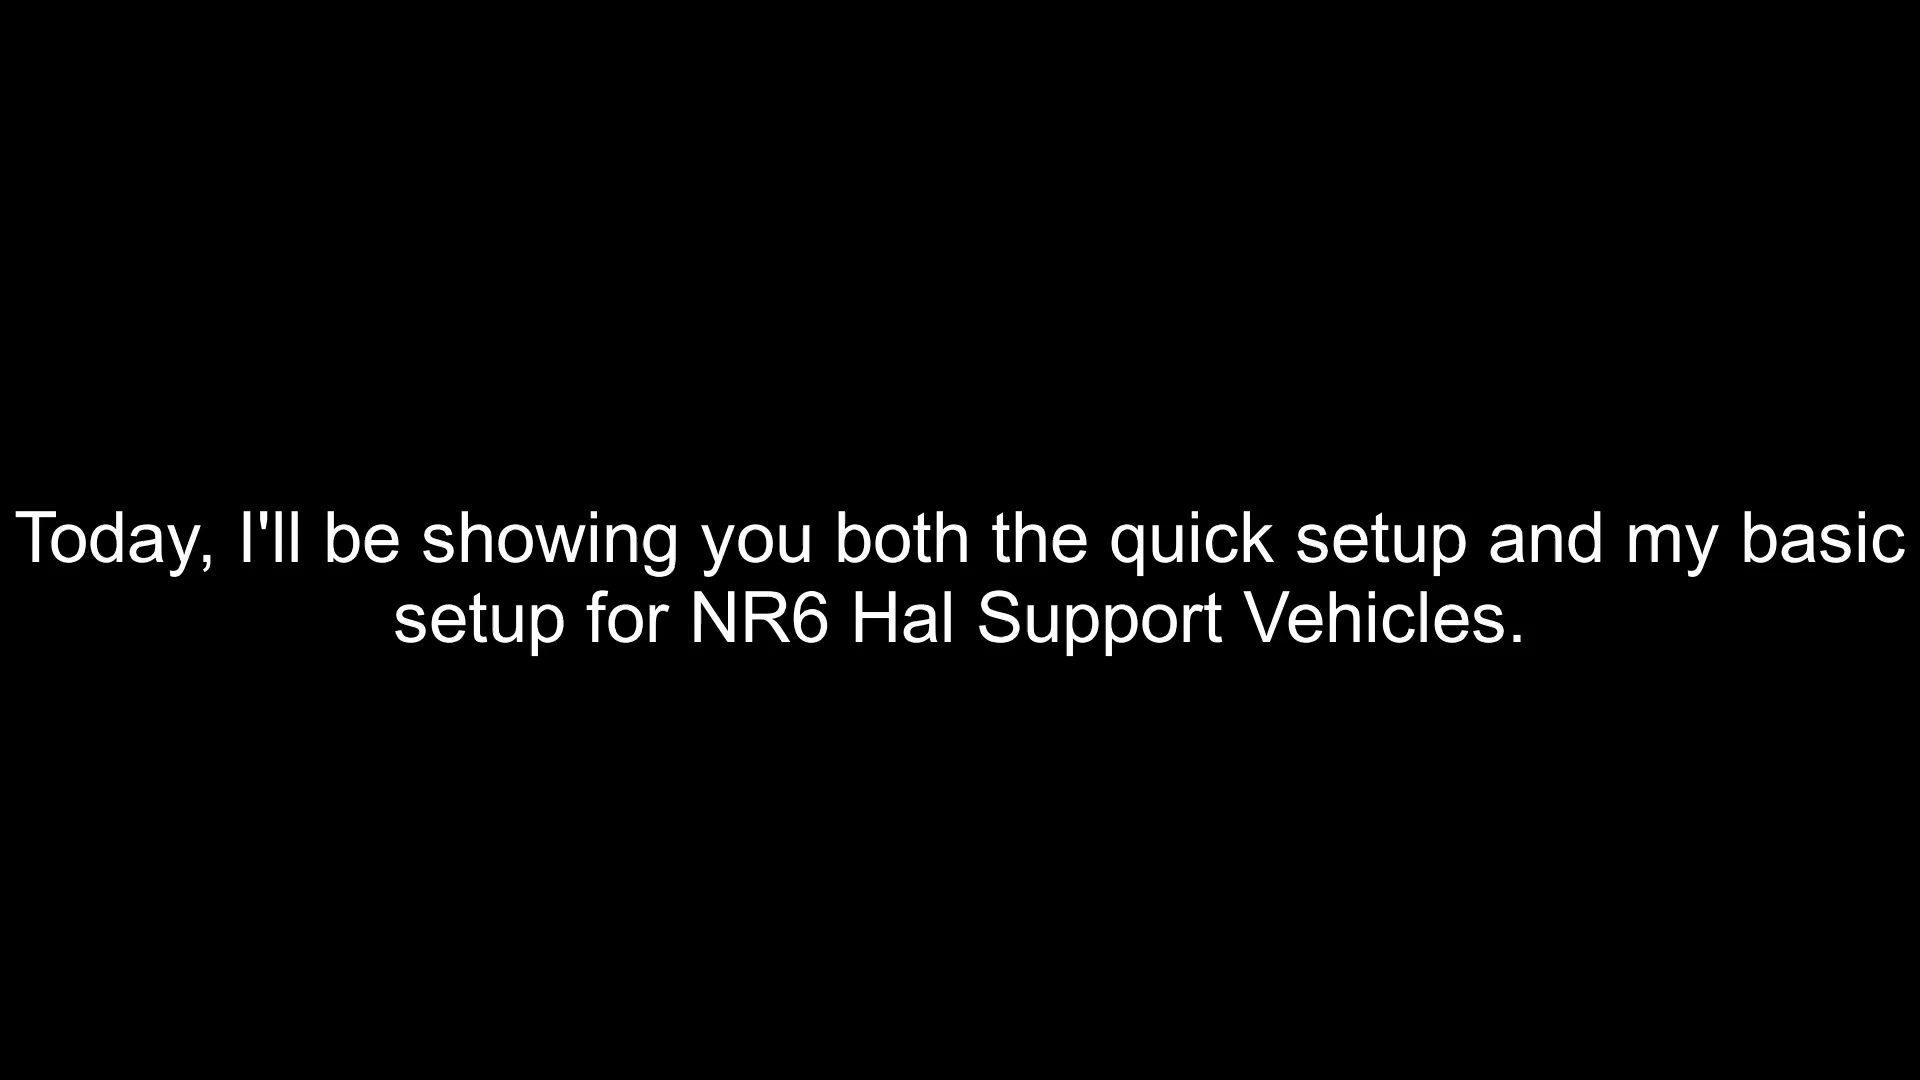 Today, I'll be showing you both the quick setup and my basic
setup for NR6 Hal Support Vehicles.